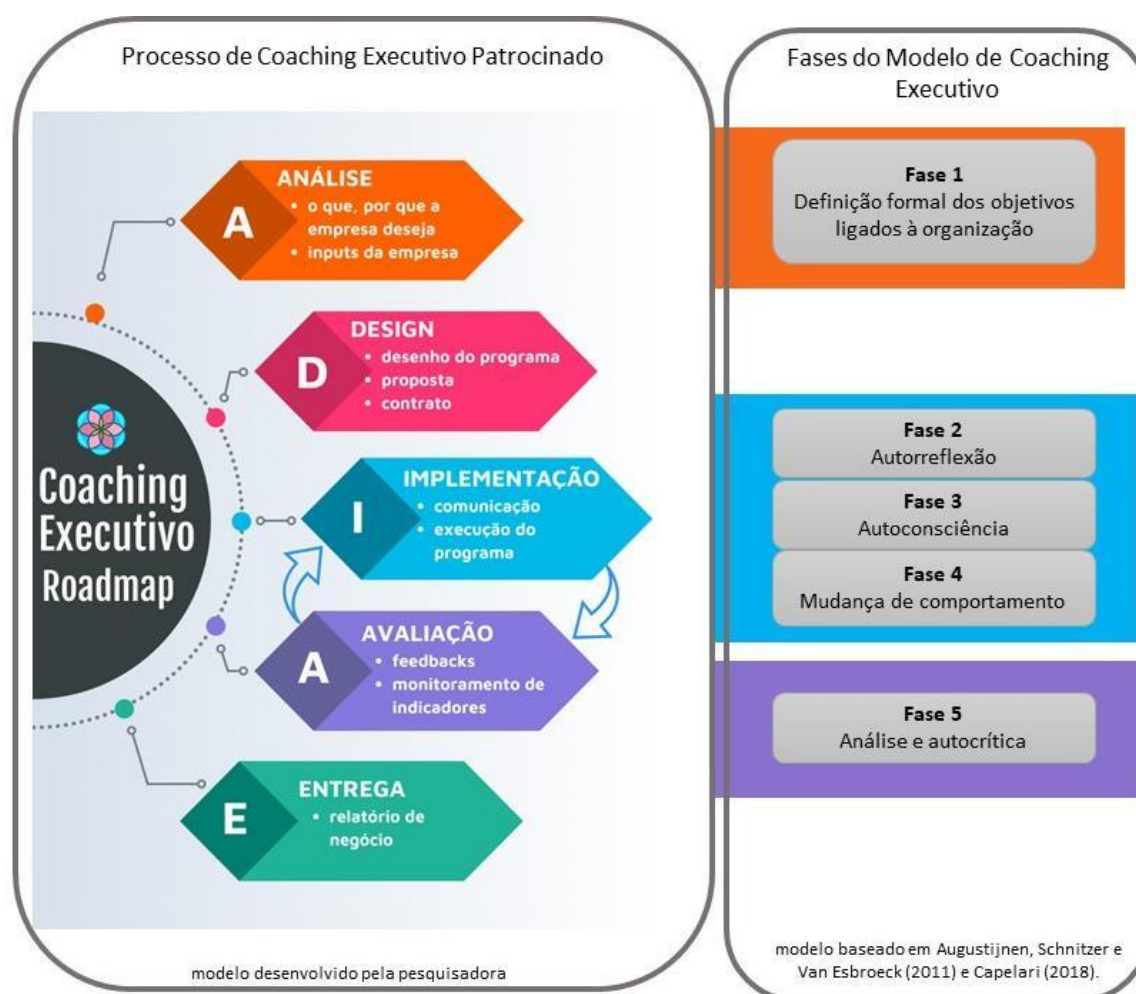 Processo de Coaching Executivo Patrocinado
ANÁLISE
• o que, por que a
empresa deseja
• inputs da empresa
A
DESIGN
• desenho do programa
• proposta
• contrato
D
Coaching
Executivo
Roadmap
IMPLEMENTAÇÃO
• comunicação
• execução do
programa
I
AVALIAÇÃO
• feedbacks
• monitoramento de
indicadores
A
ENTREGA
• relatório de
negócio
E
modelo desenvolvido pela pesquisadora
Fases do Modelo de Coaching
Executivo
Fase 1
Definição formal dos objetivos
ligados à organização
Fase 2
Autorreflexão
Fase 3
Autoconsciência
Fase 4
Mudança de comportamento
Fase 5
Análise e autocrítica
modelo baseado em Augustijnen, Schnitzer e
Van Esbroeck (2011) e Capelari (2018).